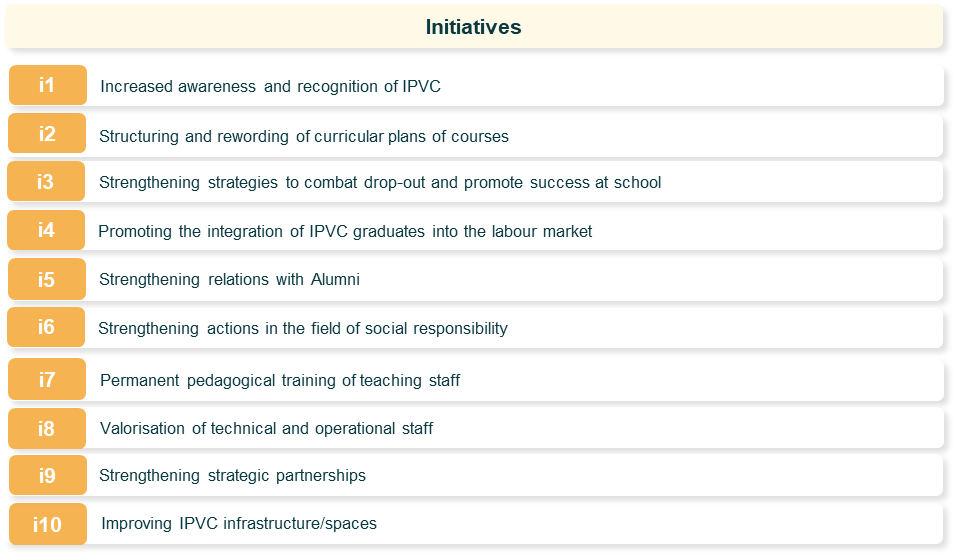 Initiatives
i1 Increased awareness and recognition of IPVC
i2 Structuring and rewording of curricular plans of courses
i3 Strengthening strategies to combat drop-out and promote success at school
i4 Promoting the integration of IPVC graduates into the labour market
i5 Strengthening relations with Alumni
i6 Strengthening actions in the field of social responsibility
i7 Permanent pedagogical training of teaching staff
i8 Valorisation of technical and operational staff
i9 Strengthening strategic partnerships
i10 Improving IPVC infrastructure/spaces